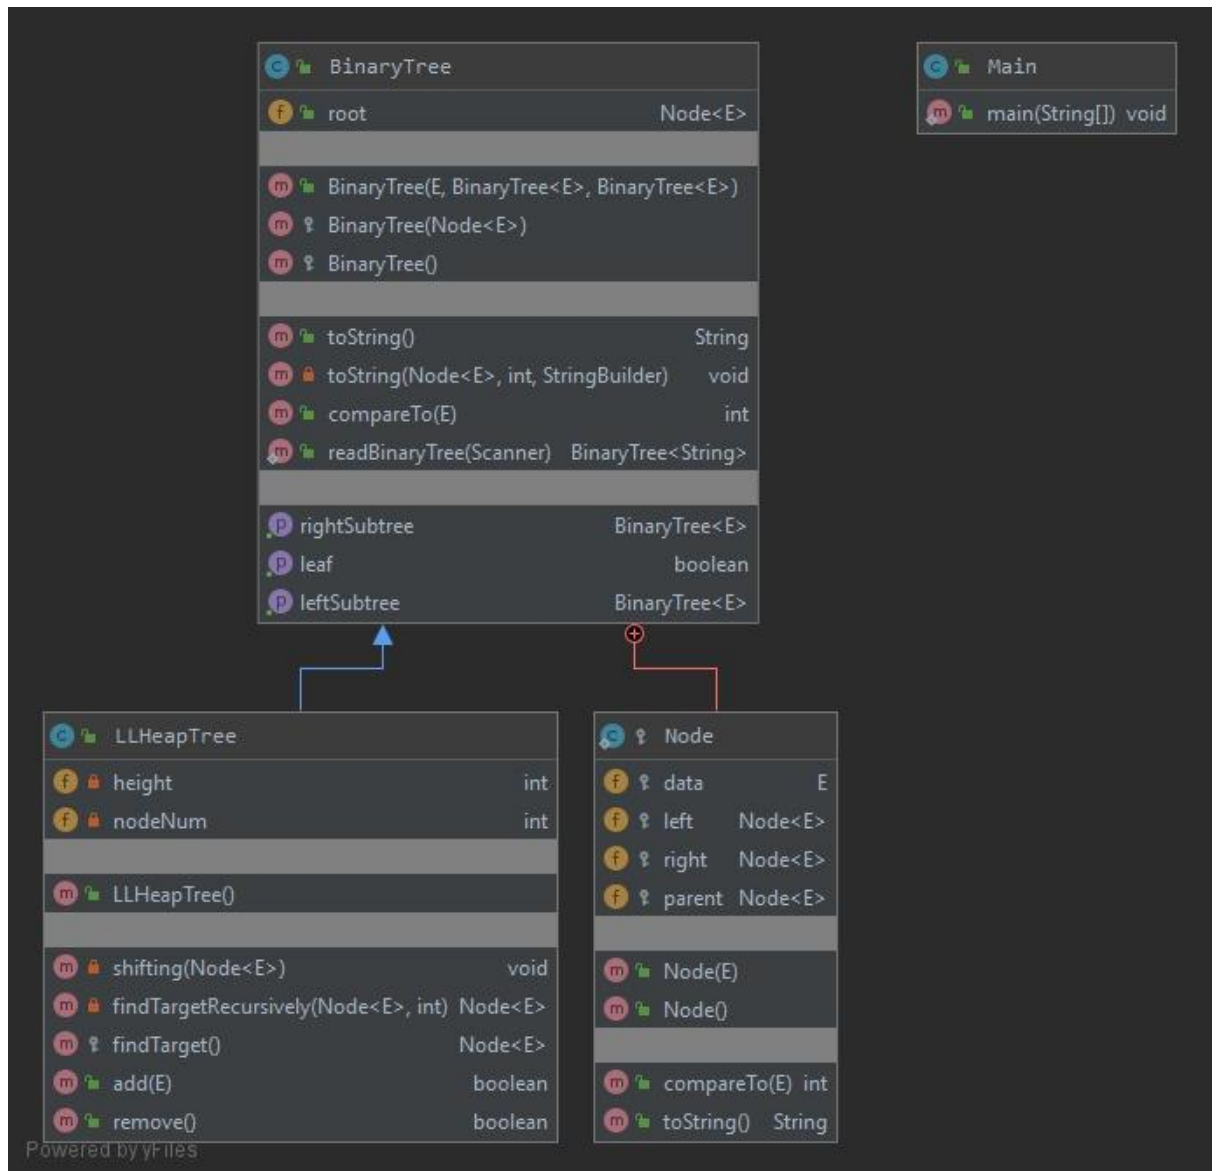 BinaryTree
root Node<E>
BinaryTree(E, BinaryTree<E>, BinaryTree<E>)
BinaryTree(Node<E>)
BinaryTree()
toString() String
toString(Node<E>, int, StringBuilder) void
compareTo(E) int
readBinaryTree(Scanner) BinaryTree<String>
rightSubtree BinaryTree<E>
leaf boolean
leftSubtree BinaryTree<E>
Main
main(String[]) void
LLHeapTree
height int
nodeNum int
LLHeapTree()
shifting(Node<E>) void
findTargetRecursively(Node<E>, int) Node<E>
findTarget() Node<E>
add(E) boolean
remove() boolean
Node
data E
left Node<E>
right Node<E>
parent Node<E>
Node(E)
Node()
compareTo(E) int
toString() String
Powered by yFiles